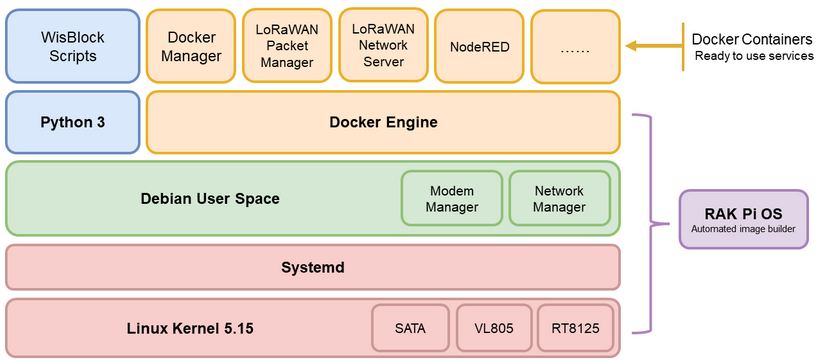 WisBlock
Scripts
Docker
Manager
LoRaWAN
Packet
Manager
LoRaWAN
Network
Server
NodeRED
......
Docker Containers
Ready to use services
Python 3
Docker Engine
Debian User Space
Modem
Manager
Network
Manager
RAK Pi OS
Automated image builder
Systemd
Linux Kernel 5.15
SATA
VL805
RT8125